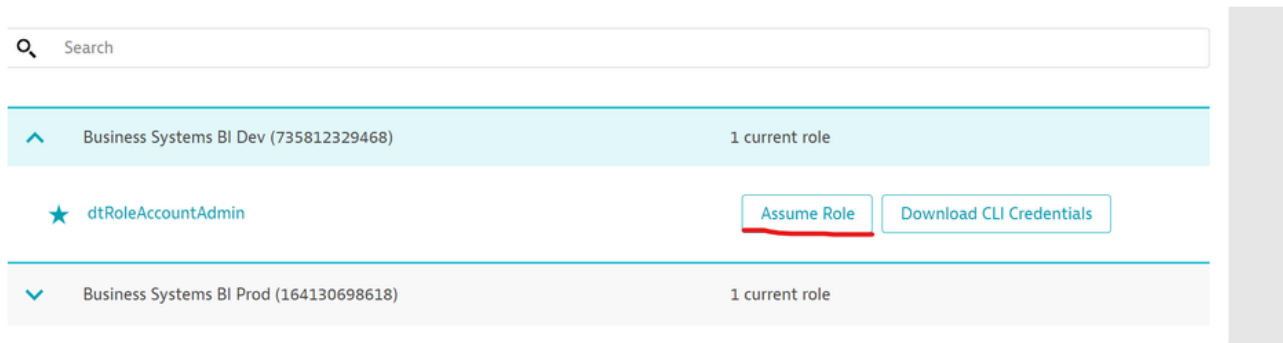 Search
Business Systems BI Dev (735812329468) 1 current role
dtRoleAccountAdmin Assume Role Download CLI Credentials
Business Systems BI Prod (164130698618) 1 current role